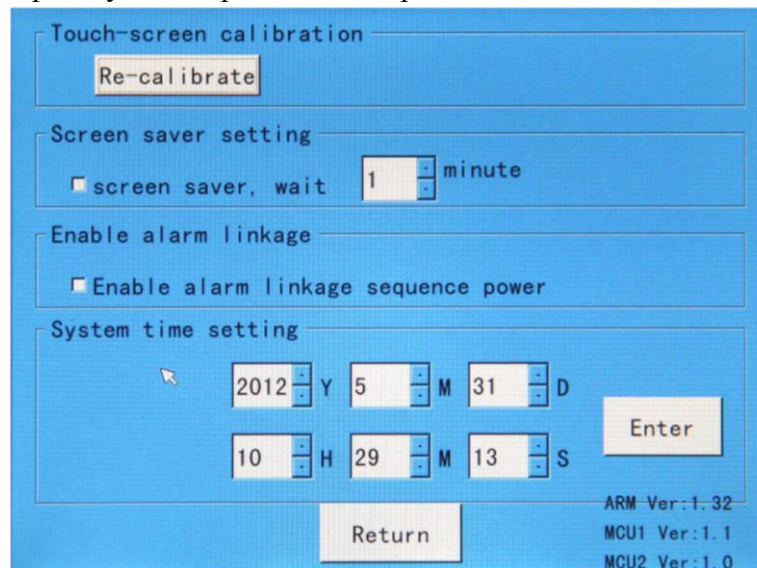 Touch-screen calibration
Re-calibrate
Screen saver setting
screen saver, wait 1 minute
Enable alarm linkage
Enable alarm linkage sequence power
System time setting
2012 Y 5 M 31 D
10 H 29 M 13 S
Enter
Return
ARM Ver:1.32
MCU1 Ver:1.1
MCU2 Ver:1.0